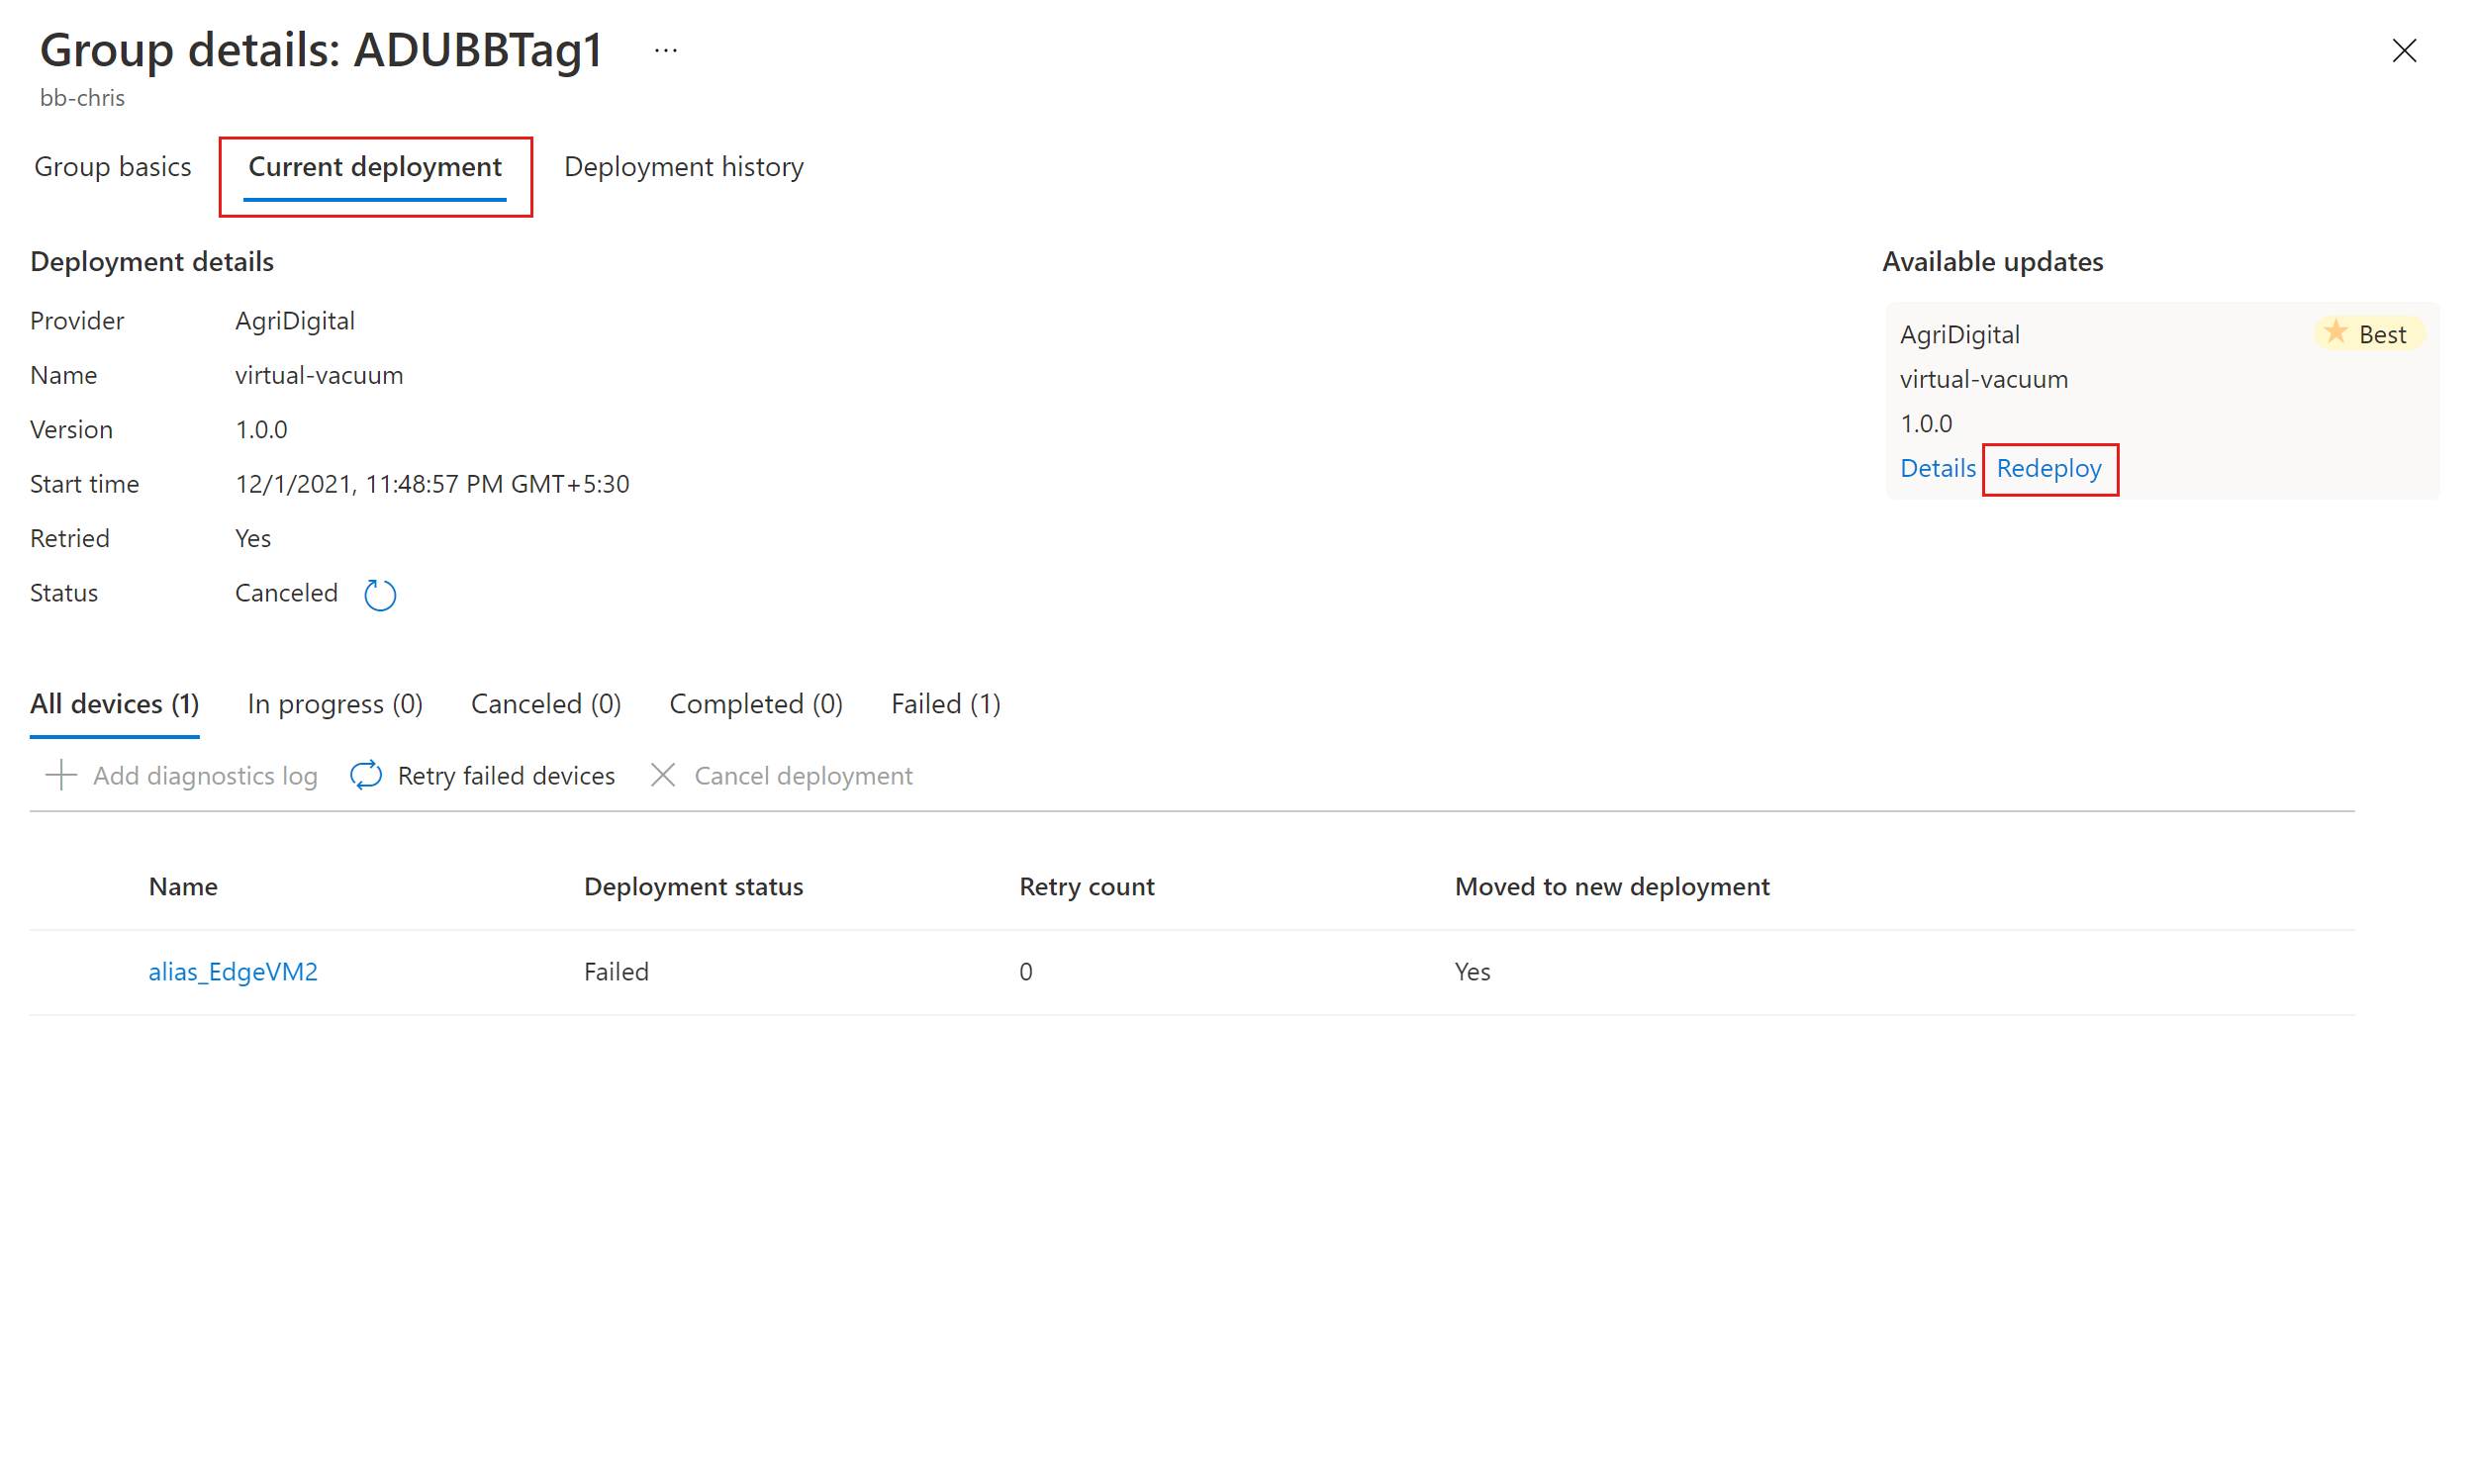 Group details: ADUBBTag1 ...
bb-chris
Group basics Current deployment Deployment history
Deployment details
Provider AgriDigital
Name virtual-vacuum
Version 1.0.0
Start time 12/1/2021, 11:48:57 PM GMT+5:30
Retried Yes
Status Canceled
Available updates
AgriDigital Best
virtual-vacuum
1.0.0
Details Redeploy
All devices (1) In progress (0) Canceled (0) Completed (0) Failed (1)
Add diagnostics log Retry failed devices Cancel deployment
Name Deployment status Retry count Moved to new deployment
alias_EdgeVM2 Failed 0 Yes